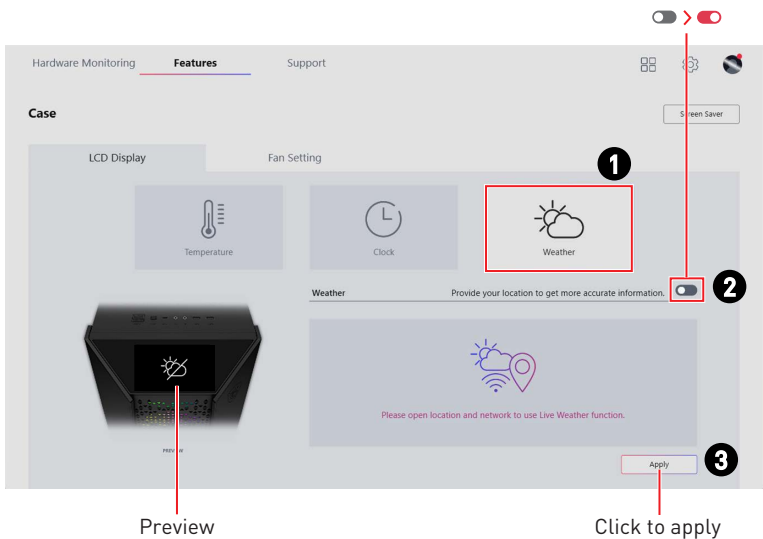 Hardware Monitoring
Features
Support
Case
Screen Saver
LCD Display
Fan Setting
1
Temperature
Clock
Weather
Weather
Provide your location to get more accurate information.
2
Please open location and network to use Live Weather function.
PREVIEW
Apply
3
Preview
Click to apply